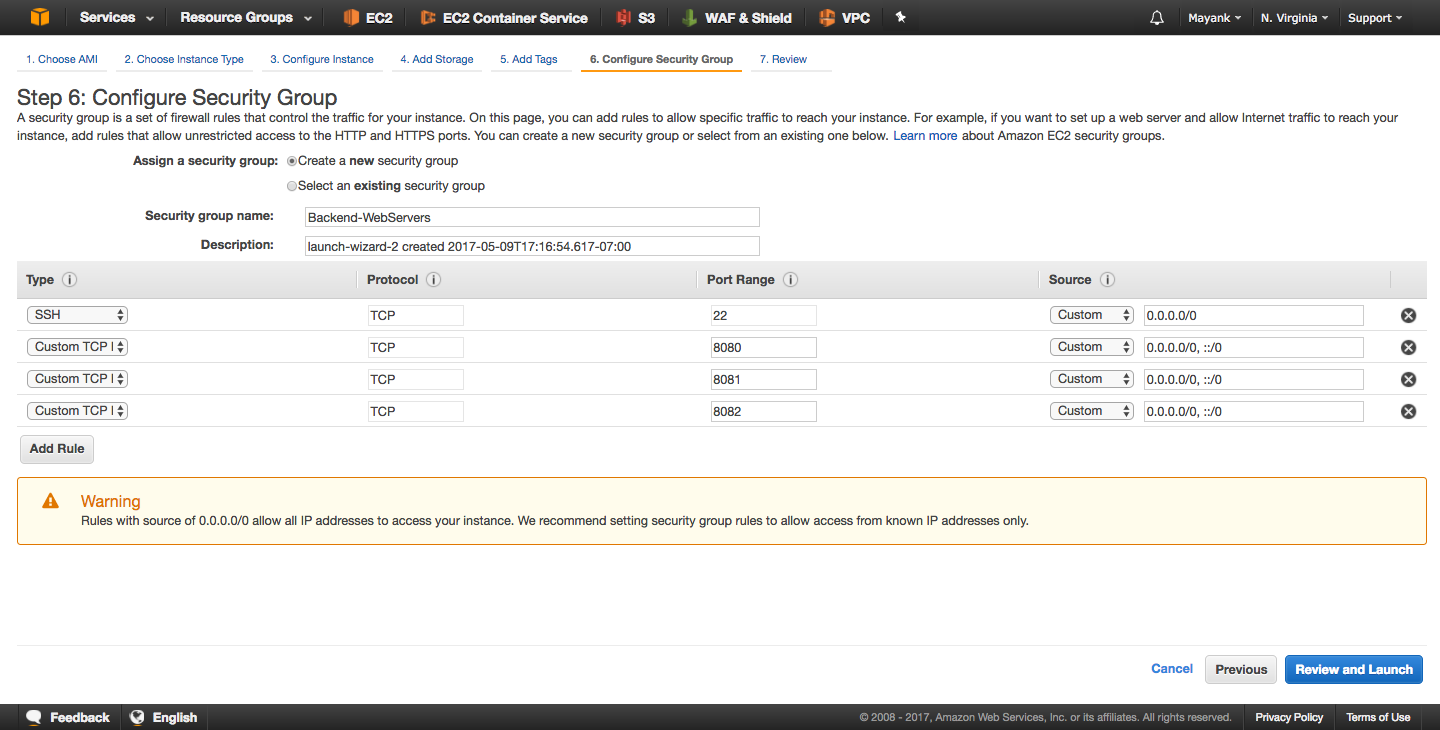 Services Resource Groups EC2 EC2 Container Service S3 WAF & Shield VPC Mayank N. Virginia Support
1. Choose AMI 2. Choose Instance Type 3. Configure Instance 4. Add Storage 5. Add Tags 6. Configure Security Group 7. Review
Step 6: Configure Security Group
A security group is a set of firewall rules that control the traffic for your instance. On this page, you can add rules to allow specific traffic to reach your instance. For example, if you want to set up a web server and allow Internet traffic to reach your
instance, add rules that allow unrestricted access to the HTTP and HTTPS ports. You can create a new security group or select from an existing one below. Learn more about Amazon EC2 security groups.
Assign a security group: Create a new security group
Select an existing security group
Security group name: Backend-WebServers
Description: launch-wizard-2 created 2017-05-09T17:16:54.617-07:00
Type Protocol Port Range Source
SSH TCP 22 Custom 0.0.0.0/0
Custom TCP TCP 8080 Custom 0.0.0.0/0, ::/0
Custom TCP TCP 8081 Custom 0.0.0.0/0, ::/0
Custom TCP TCP 8082 Custom 0.0.0.0/0, ::/0
Add Rule
Warning
Rules with source of 0.0.0.0/0 allow all IP addresses to access your instance. We recommend setting security group rules to allow access from known IP addresses only.
Cancel Previous Review and Launch
Feedback English © 2008 - 2017, Amazon Web Services, Inc. or its affiliates. All rights reserved. Privacy Policy Terms of Use